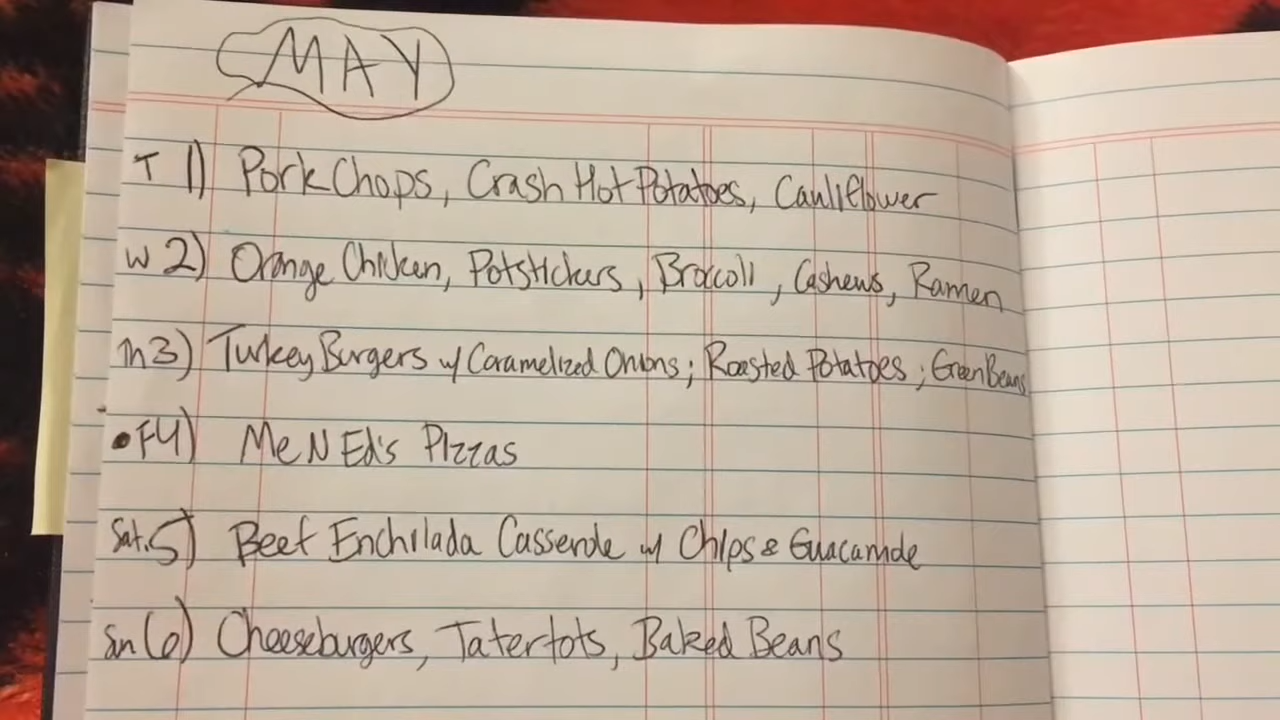 MAY
T 1) Pork Chops, Crash Hot Potatoes, Cauliflower
W 2) Orange Chicken, Potstickers, Broccoli, Cashews, Ramen
Th 3) Turkey Burgers w/ Caramelized Onions; Roasted Potatoes; Green Beans
• F 4) Me N Ed's Pizzas
Sat. 5) Beef Enchilada Casserole w/ Chips & Guacamole
Sun 6) Cheeseburgers, Tatertots, Baked Beans